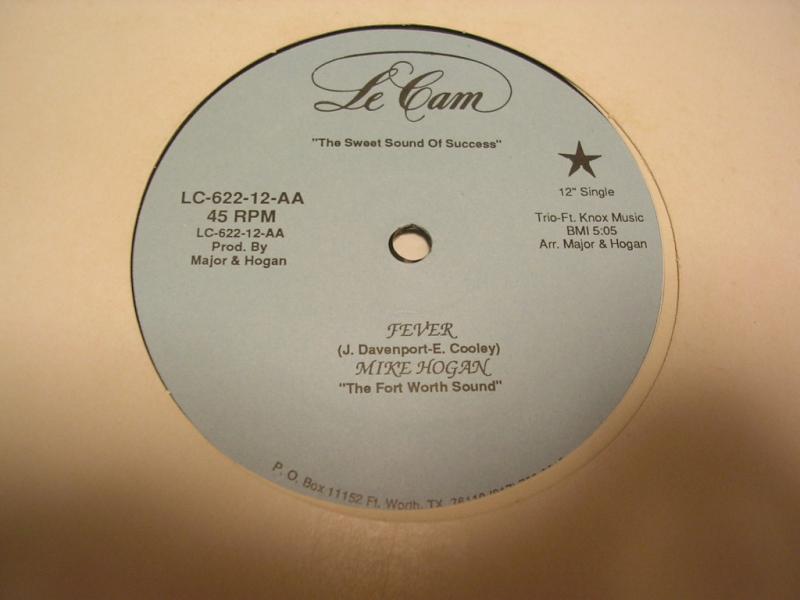 Le Cam
"The Sweet Sound Of Success"
LC-622-12-AA
45 RPM
LC-622-12-AA
Prod. By
Major & Hogan
12" Single
Trio-Ft. Knox Music
BMI 5:05
Arr. Major & Hogan
FEVER
(J. Davenport-E. Cooley)
MIKE HOGAN
"The Fort Worth Sound"
P. O. Box 11152 Ft. Worth, TX